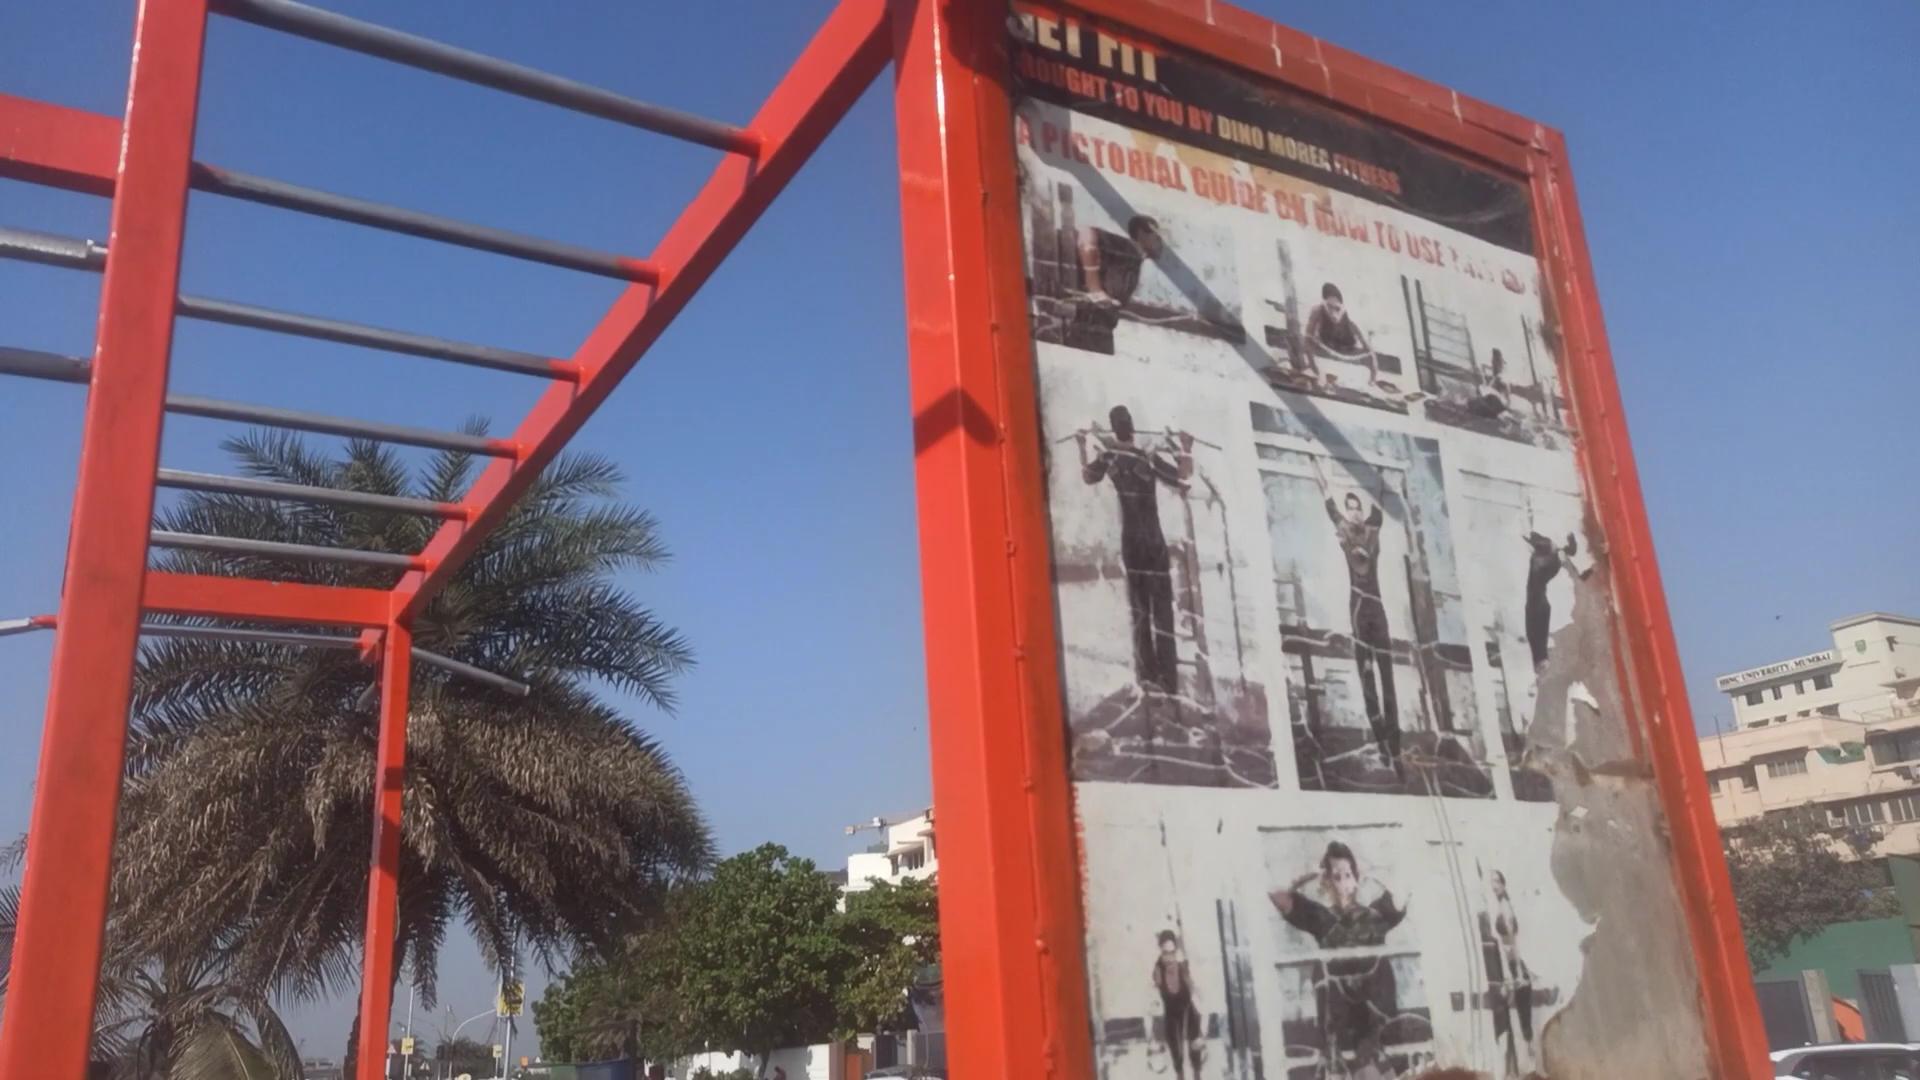 GET FIT
BROUGHT TO YOU BY DINO MOREA FITNESS
A PICTORIAL GUIDE ON HOW TO USE
HSNC UNIVERSITY, MUMBAI